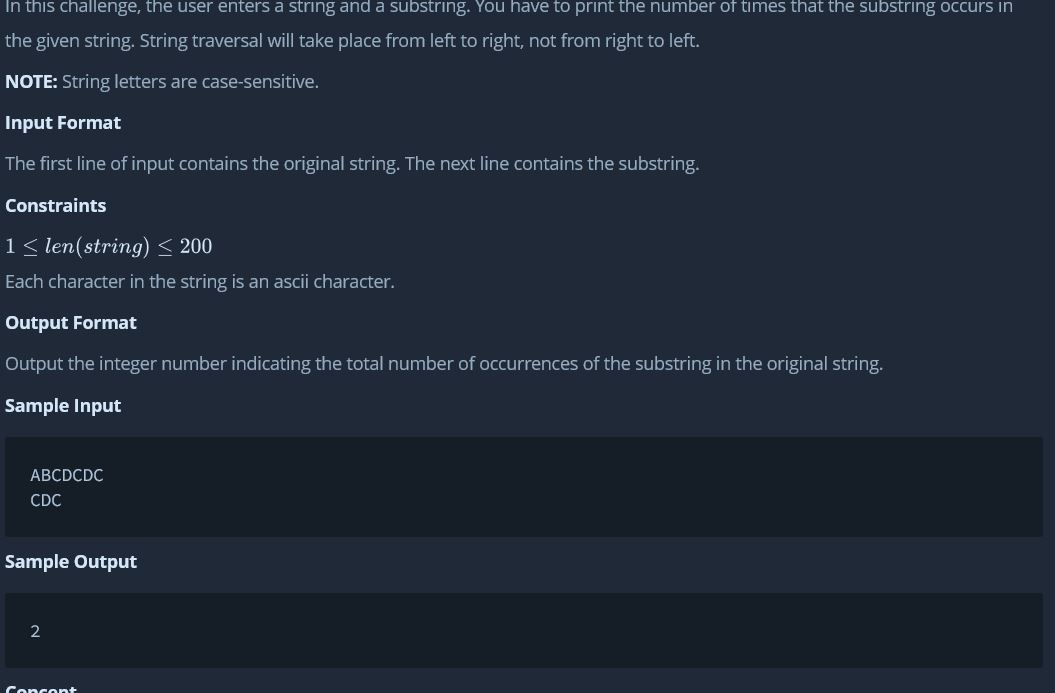 In this challenge, the user enters a string and a substring. You have to print the number of times that the substring occurs in
the given string. String traversal will take place from left to right, not from right to left.
NOTE: String letters are case-sensitive.
Input Format
The first line of input contains the original string. The next line contains the substring.
Constraints
1 ≤ len(string) ≤ 200
Each character in the string is an ascii character.
Output Format
Output the integer number indicating the total number of occurrences of the substring in the original string.
Sample Input
ABCDCDC
CDC
Sample Output
2
Concept